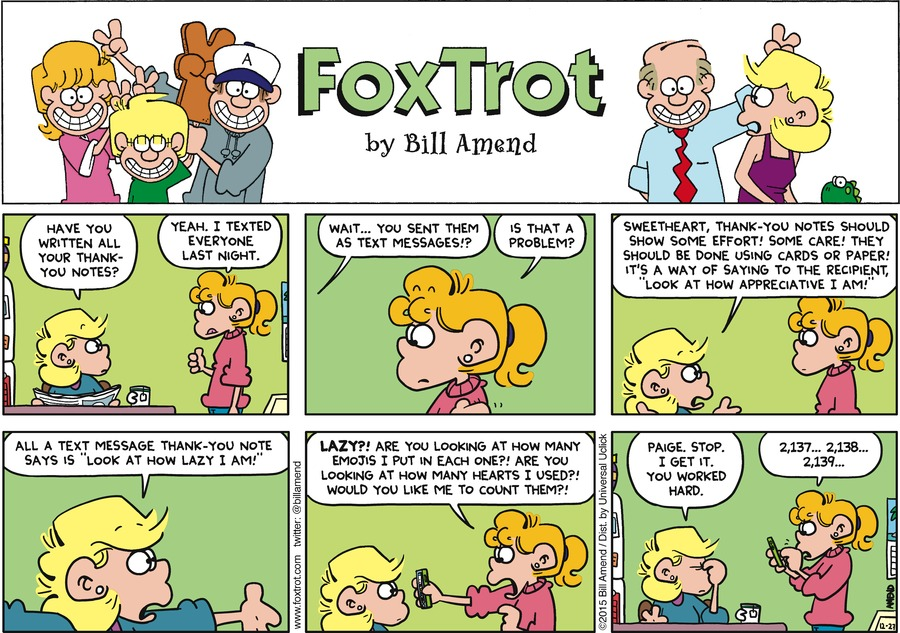 A
FOXTROT
by Bill Amend
HAVE YOU
WRITTEN ALL
YOUR THANK-
YOU NOTES?
YEAH. I TEXTED
EVERYONE
LAST NIGHT.
WAIT... YOU SENT THEM
AS TEXT MESSAGES!?
IS THAT A
PROBLEM?
SWEETHEART, THANK-YOU NOTES SHOULD
SHOW SOME EFFORT! SOME CARE! THEY
SHOULD BE DONE USING CARDS OR PAPER!
IT'S A WAY OF SAYING TO THE RECIPIENT,
"LOOK AT HOW APPRECIATIVE I AM!"
ALL A TEXT MESSAGE THANK-YOU NOTE
SAYS IS "LOOK AT HOW LAZY I AM!"
www.foxtrot.com twitter: @billamend
LAZY?! ARE YOU LOOKING AT HOW MANY
EMOJIS I PUT IN EACH ONE?! ARE YOU
LOOKING AT HOW MANY HEARTS I USED?!
WOULD YOU LIKE ME TO COUNT THEM?!
©2015 Bill Amend / Dist. by Universal Uclick
PAIGE. STOP.
I GET IT.
YOU WORKED
HARD.
2,137... 2,138...
2,139...
AMEND
12-27